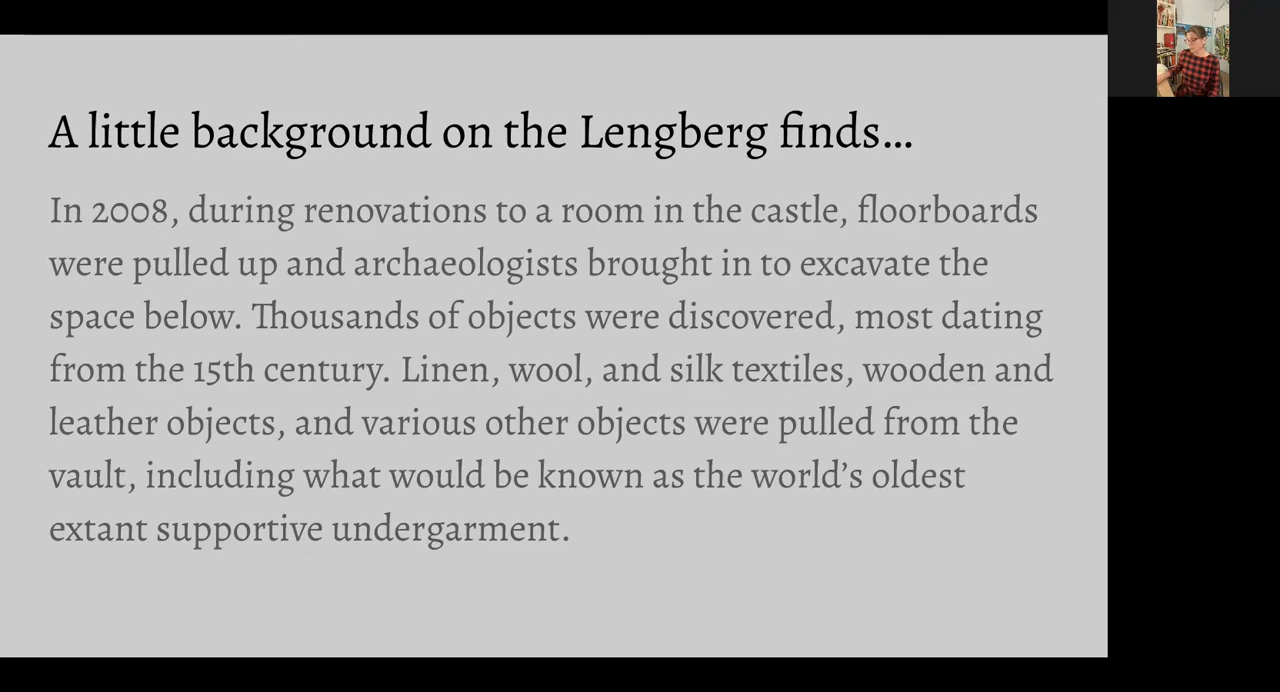 A little background on the Lengberg finds...
In 2008, during renovations to a room in the castle, floorboards
were pulled up and archaeologists brought in to excavate the
space below. Thousands of objects were discovered, most dating
from the 15th century. Linen, wool, and silk textiles, wooden and
leather objects, and various other objects were pulled from the
vault, including what would be known as the world’s oldest
extant supportive undergarment.